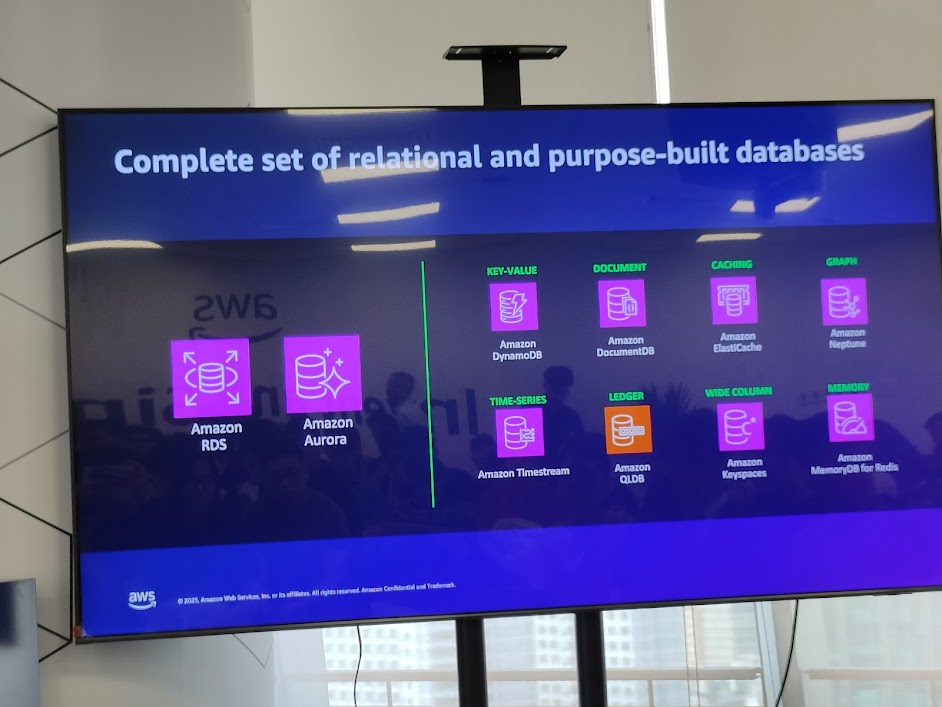 Complete set of relational and purpose-built databases
aws
Amazon
RDS
Amazon
Aurora
KEY-VALUE
Amazon
DynamoDB
DOCUMENT
Amazon
DocumentDB
CACHING
Amazon
ElastiCache
GRAPH
Amazon
Neptune
TIME-SERIES
Amazon Timestream
LEDGER
Amazon
QLDB
WIDE COLUMN
Amazon
Keyspaces
MEMORY
Amazon
MemoryDB for Redis
aws
© 2025, Amazon Web Services, Inc. or its affiliates. All rights reserved. Amazon Confidential and Trademark.